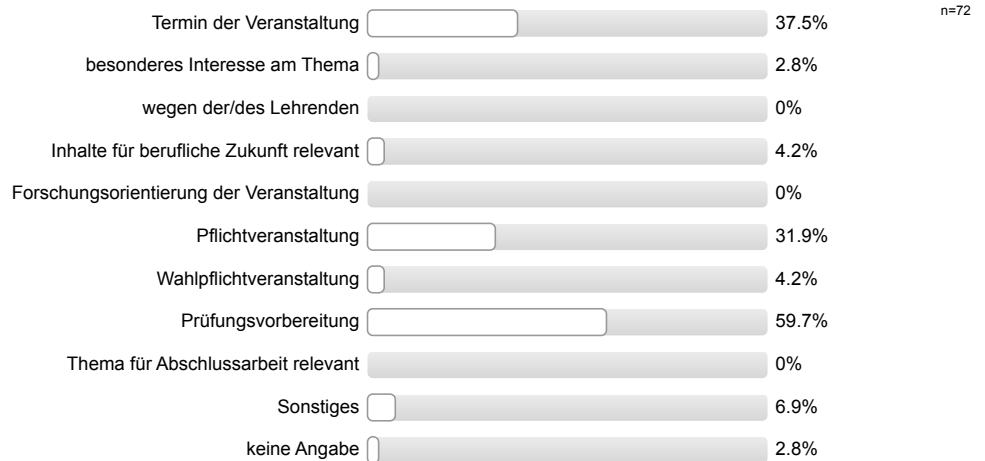 Termin der Veranstaltung 37.5% n=72
besonderes Interesse am Thema 2.8%
wegen der/des Lehrenden 0%
Inhalte für berufliche Zukunft relevant 4.2%
Forschungsorientierung der Veranstaltung 0%
Pflichtveranstaltung 31.9%
Wahlpflichtveranstaltung 4.2%
Prüfungsvorbereitung 59.7%
Thema für Abschlussarbeit relevant 0%
Sonstiges 6.9%
keine Angabe 2.8%